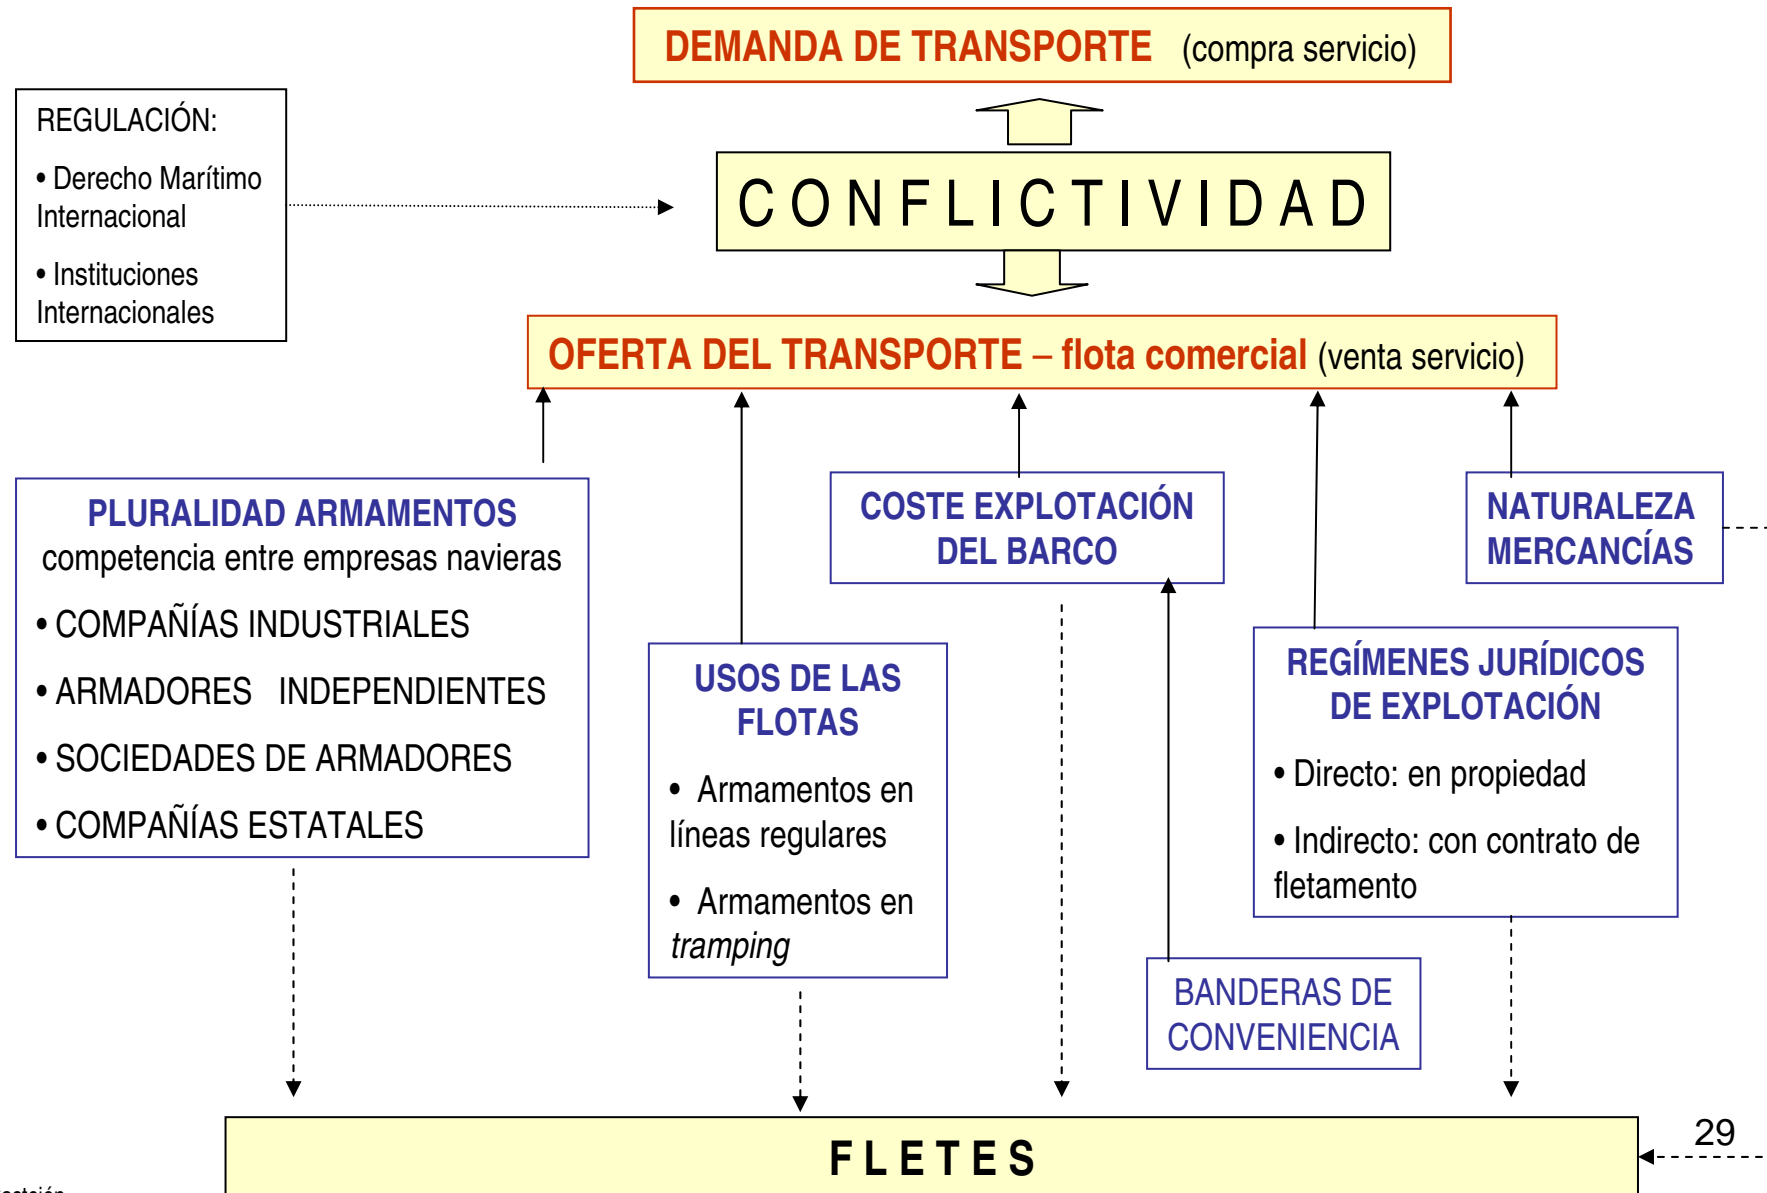 DEMANDA DE TRANSPORTE (compra servicio)
REGULACIÓN:
• Derecho Marítimo
Internacional
• Instituciones
Internacionales
CONFLICTIVIDAD
OFERTA DEL TRANSPORTE – flota comercial (venta servicio)
PLURALIDAD ARMAMENTOS
competencia entre empresas navieras
• COMPAÑÍAS INDUSTRIALES
• ARMADORES INDEPENDIENTES
• SOCIEDADES DE ARMADORES
• COMPAÑÍAS ESTATALES
USOS DE LAS
FLOTAS
• Armamentos en
líneas regulares
• Armamentos en
tramping
COSTE EXPLOTACIÓN
DEL BARCO
BANDERAS DE
CONVENIENCIA
REGÍMENES JURÍDICOS
DE EXPLOTACIÓN
• Directo: en propiedad
• Indirecto: con contrato de
fletamento
NATURALEZA
MERCANCÍAS
FLETES
29